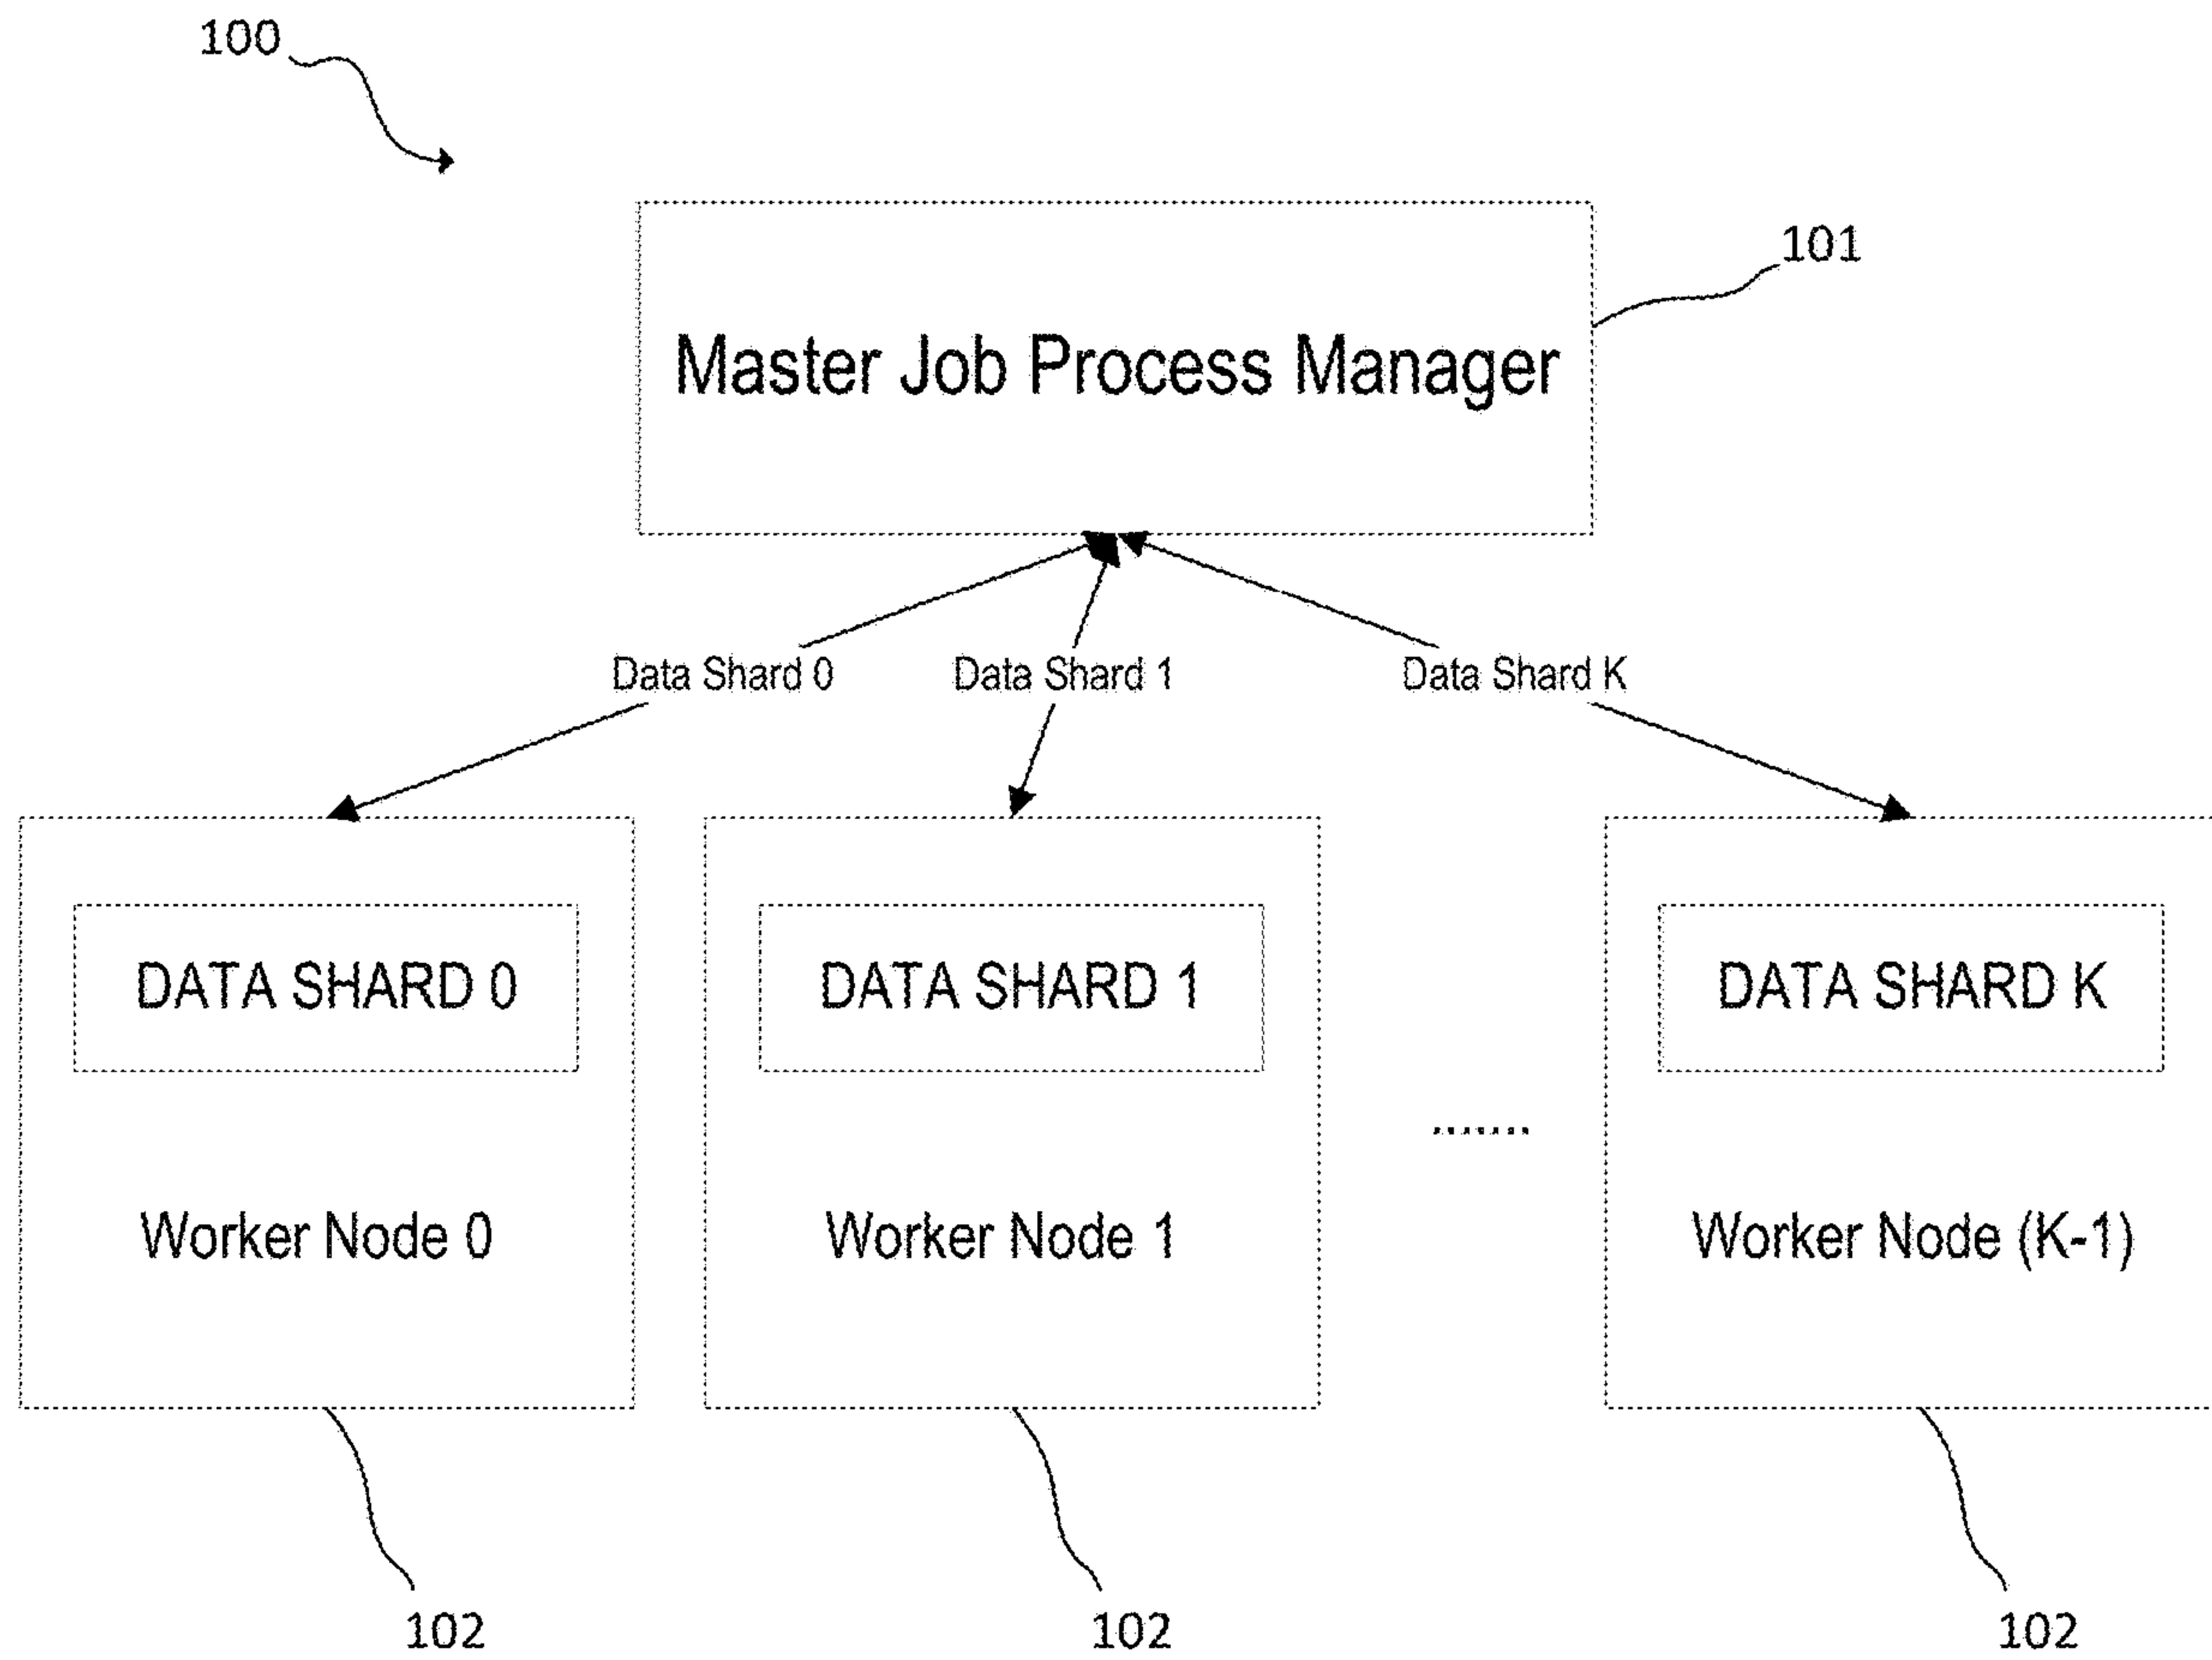 100
101
Master Job Process Manager
Data Shard 0
Data Shard 1
Data Shard K
DATA SHARD 0
DATA SHARD 1
DATA SHARD K
.......
Worker Node 0
Worker Node 1
Worker Node (K-1)
102
102
102